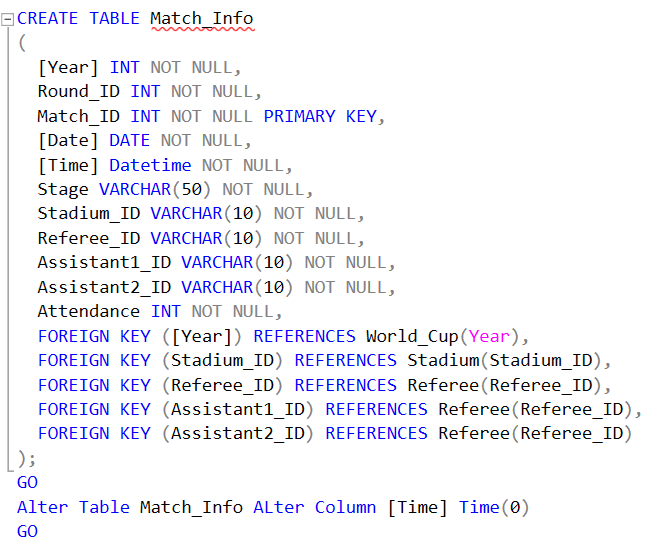 CREATE TABLE Match_Info
(
[Year] INT NOT NULL,
Round_ID INT NOT NULL,
Match_ID INT NOT NULL PRIMARY KEY,
[Date] DATE NOT NULL,
[Time] Datetime NOT NULL,
Stage VARCHAR(50) NOT NULL,
Stadium_ID VARCHAR(10) NOT NULL,
Referee_ID VARCHAR(10) NOT NULL,
Assistant1_ID VARCHAR(10) NOT NULL,
Assistant2_ID VARCHAR(10) NOT NULL,
Attendance INT NOT NULL,
FOREIGN KEY ([Year]) REFERENCES World_Cup(Year),
FOREIGN KEY (Stadium_ID) REFERENCES Stadium(Stadium_ID),
FOREIGN KEY (Referee_ID) REFERENCES Referee(Referee_ID),
FOREIGN KEY (Assistant1_ID) REFERENCES Referee(Referee_ID),
FOREIGN KEY (Assistant2_ID) REFERENCES Referee(Referee_ID)
);
GO
Alter Table Match_Info ALter Column [Time] Time(0)
GO